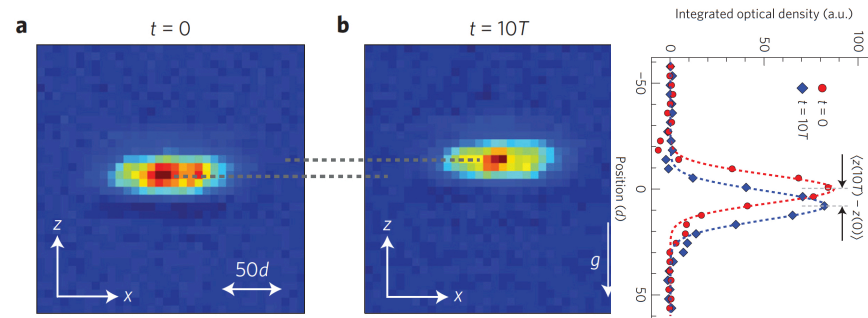 a
t = 0
z
x
50d
b
t = 10T
z
x
g
Integrated optical density (a.u.)
0
50
100
−50
0
50
Position (d)
t = 0
t = 10T
⟨z(10T) − z(0)⟩